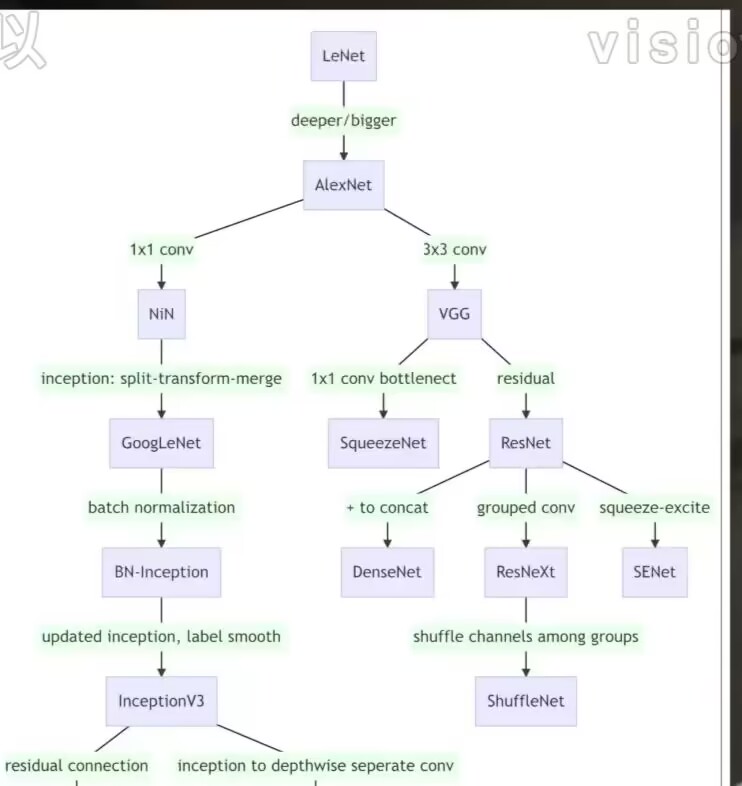 以
visio
LeNet
deeper/bigger
AlexNet
1x1 conv
3x3 conv
NiN
VGG
inception: split-transform-merge
1x1 conv bottlenect
residual
GoogLeNet
SqueezeNet
ResNet
batch normalization
+ to concat
grouped conv
squeeze-excite
BN-Inception
DenseNet
ResNeXt
SENet
updated inception, label smooth
shuffle channels among groups
InceptionV3
ShuffleNet
residual connection
inception to depthwise seperate conv